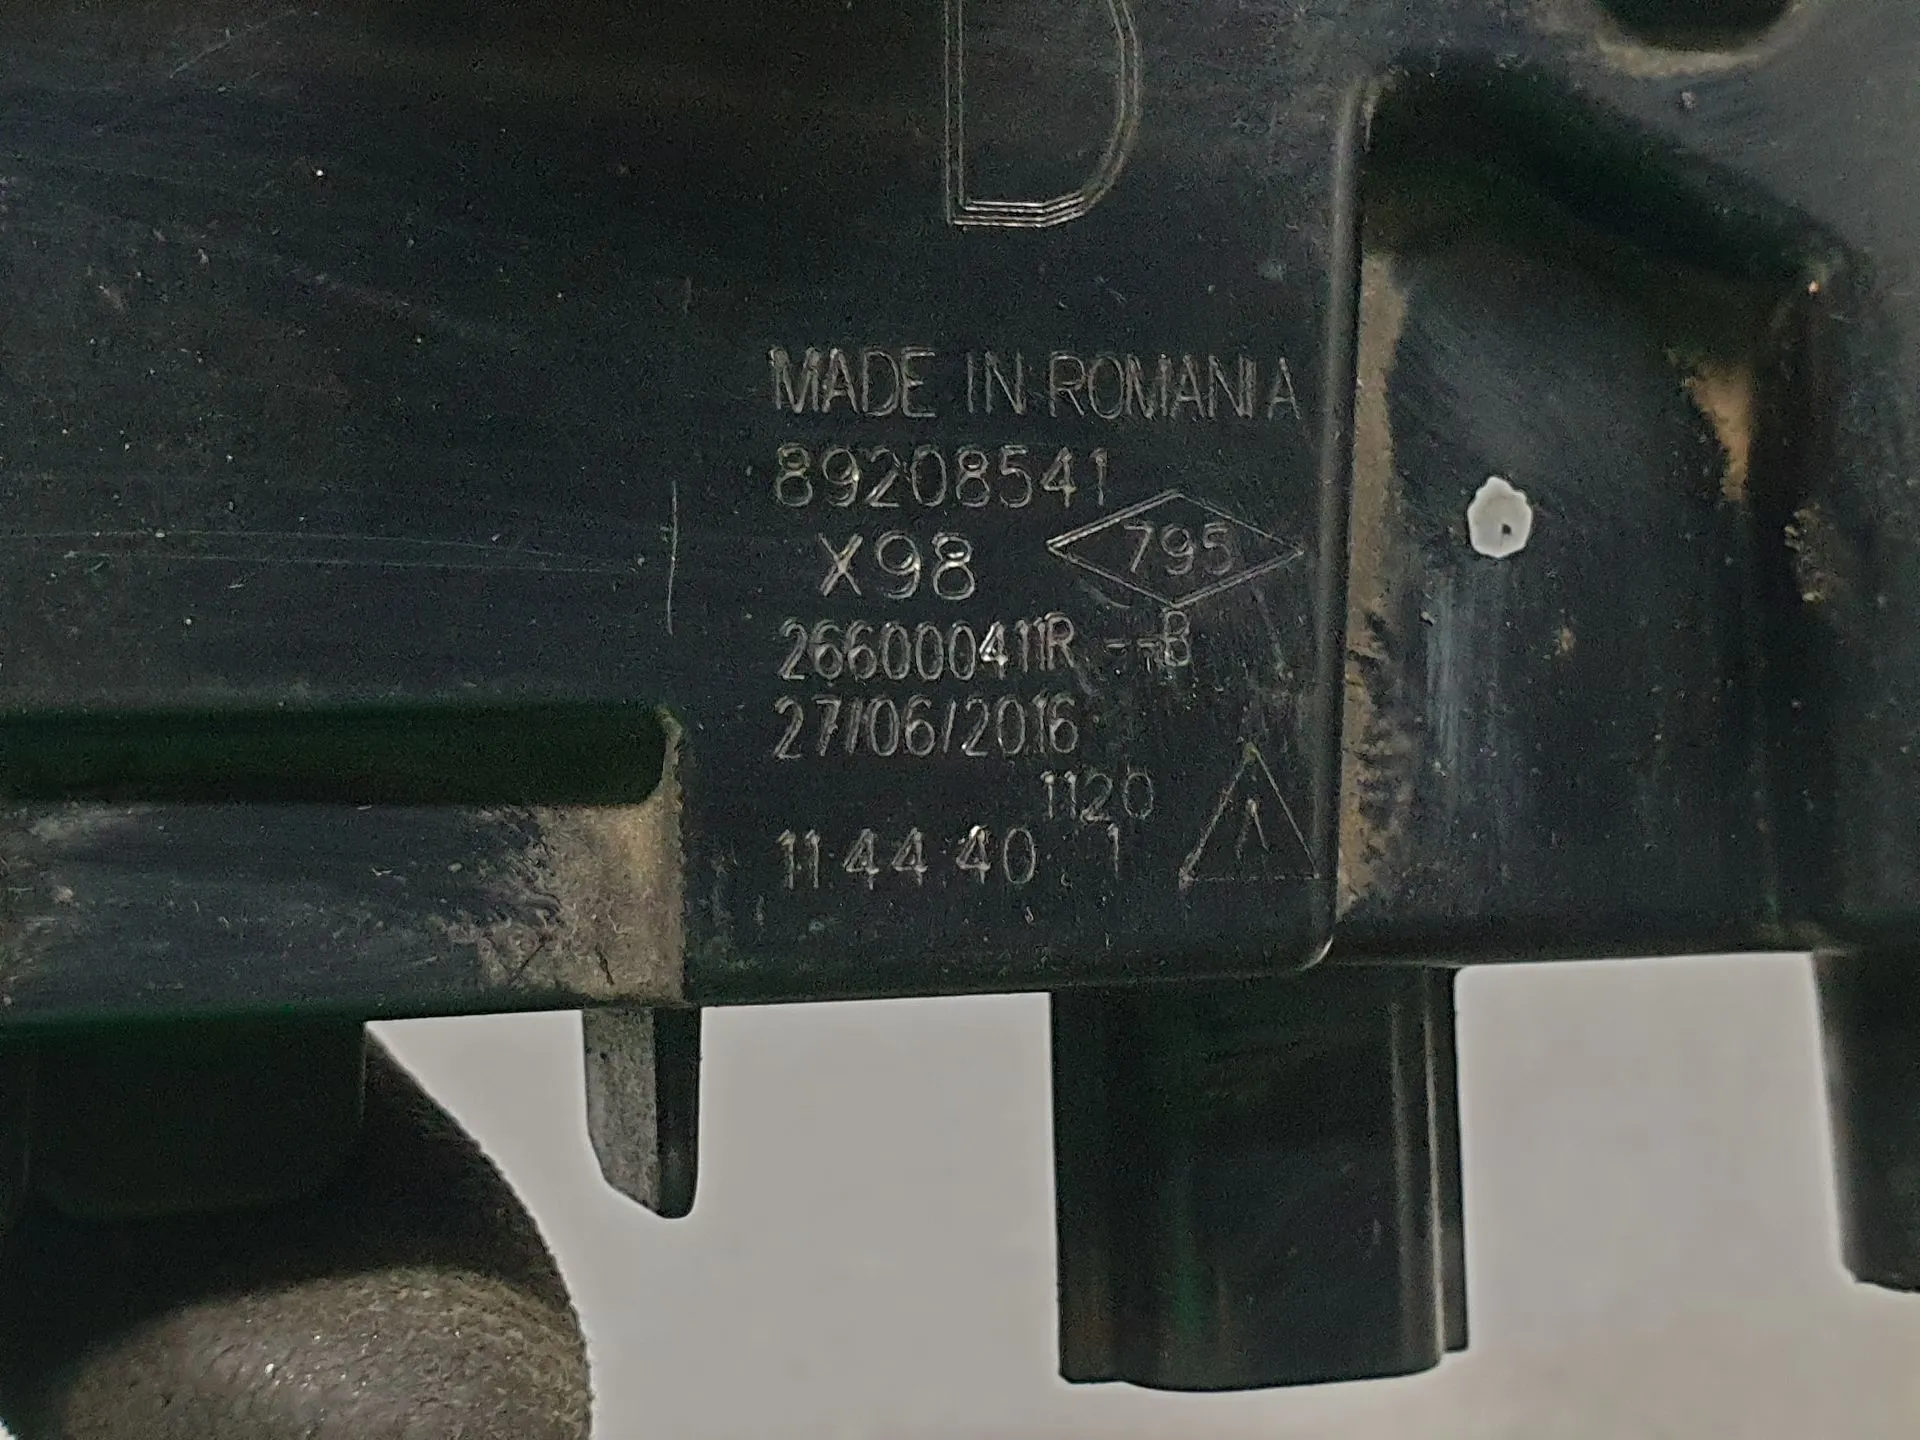 D
MADE IN ROMANIA
89208541
X98 795
266000411R --B
27/06/2016
1120
11:44:40 1